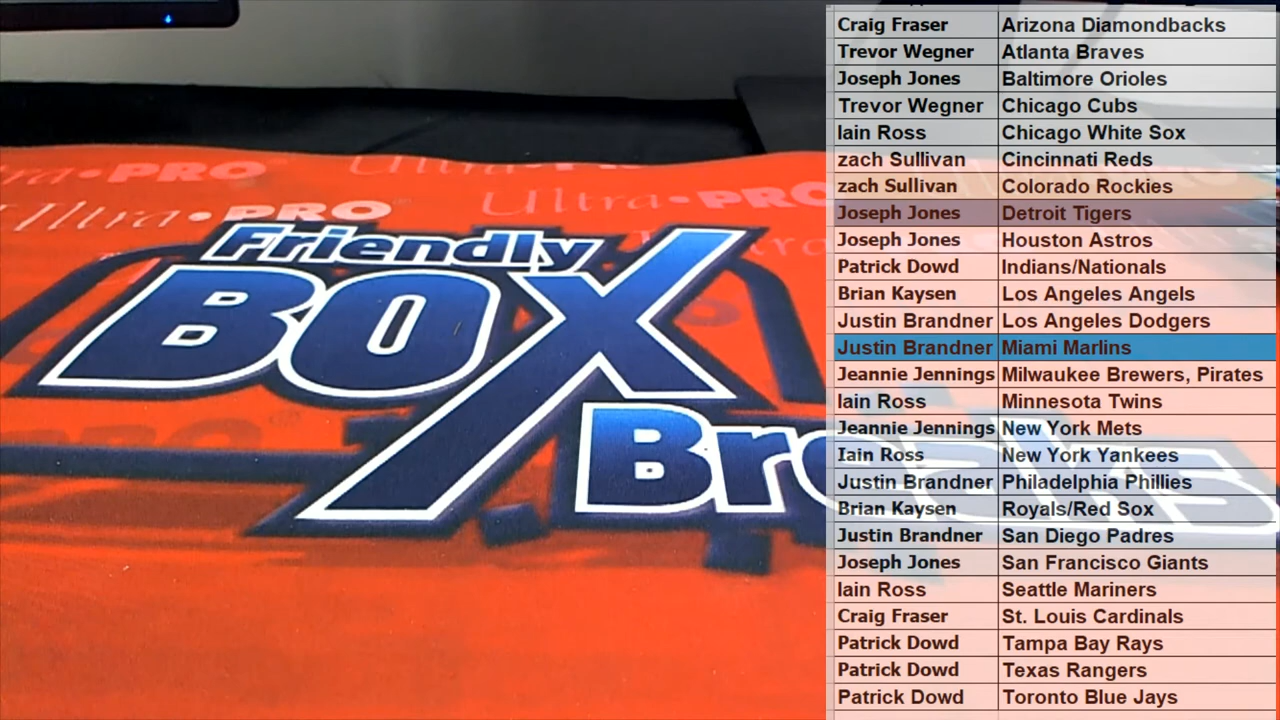 Ultra•PRO
Ultra•PRO
Ultra•PRO
Friendly
BOX
Breaks
Craig Fraser Arizona Diamondbacks
Trevor Wegner Atlanta Braves
Joseph Jones Baltimore Orioles
Trevor Wegner Chicago Cubs
Iain Ross Chicago White Sox
zach Sullivan Cincinnati Reds
zach Sullivan Colorado Rockies
Joseph Jones Detroit Tigers
Joseph Jones Houston Astros
Patrick Dowd Indians/Nationals
Brian Kaysen Los Angeles Angels
Justin Brandner Los Angeles Dodgers
Justin Brandner Miami Marlins
Jeannie Jennings Milwaukee Brewers, Pirates
Iain Ross Minnesota Twins
Jeannie Jennings New York Mets
Iain Ross New York Yankees
Justin Brandner Philadelphia Phillies
Brian Kaysen Royals/Red Sox
Justin Brandner San Diego Padres
Joseph Jones San Francisco Giants
Iain Ross Seattle Mariners
Craig Fraser St. Louis Cardinals
Patrick Dowd Tampa Bay Rays
Patrick Dowd Texas Rangers
Patrick Dowd Toronto Blue Jays